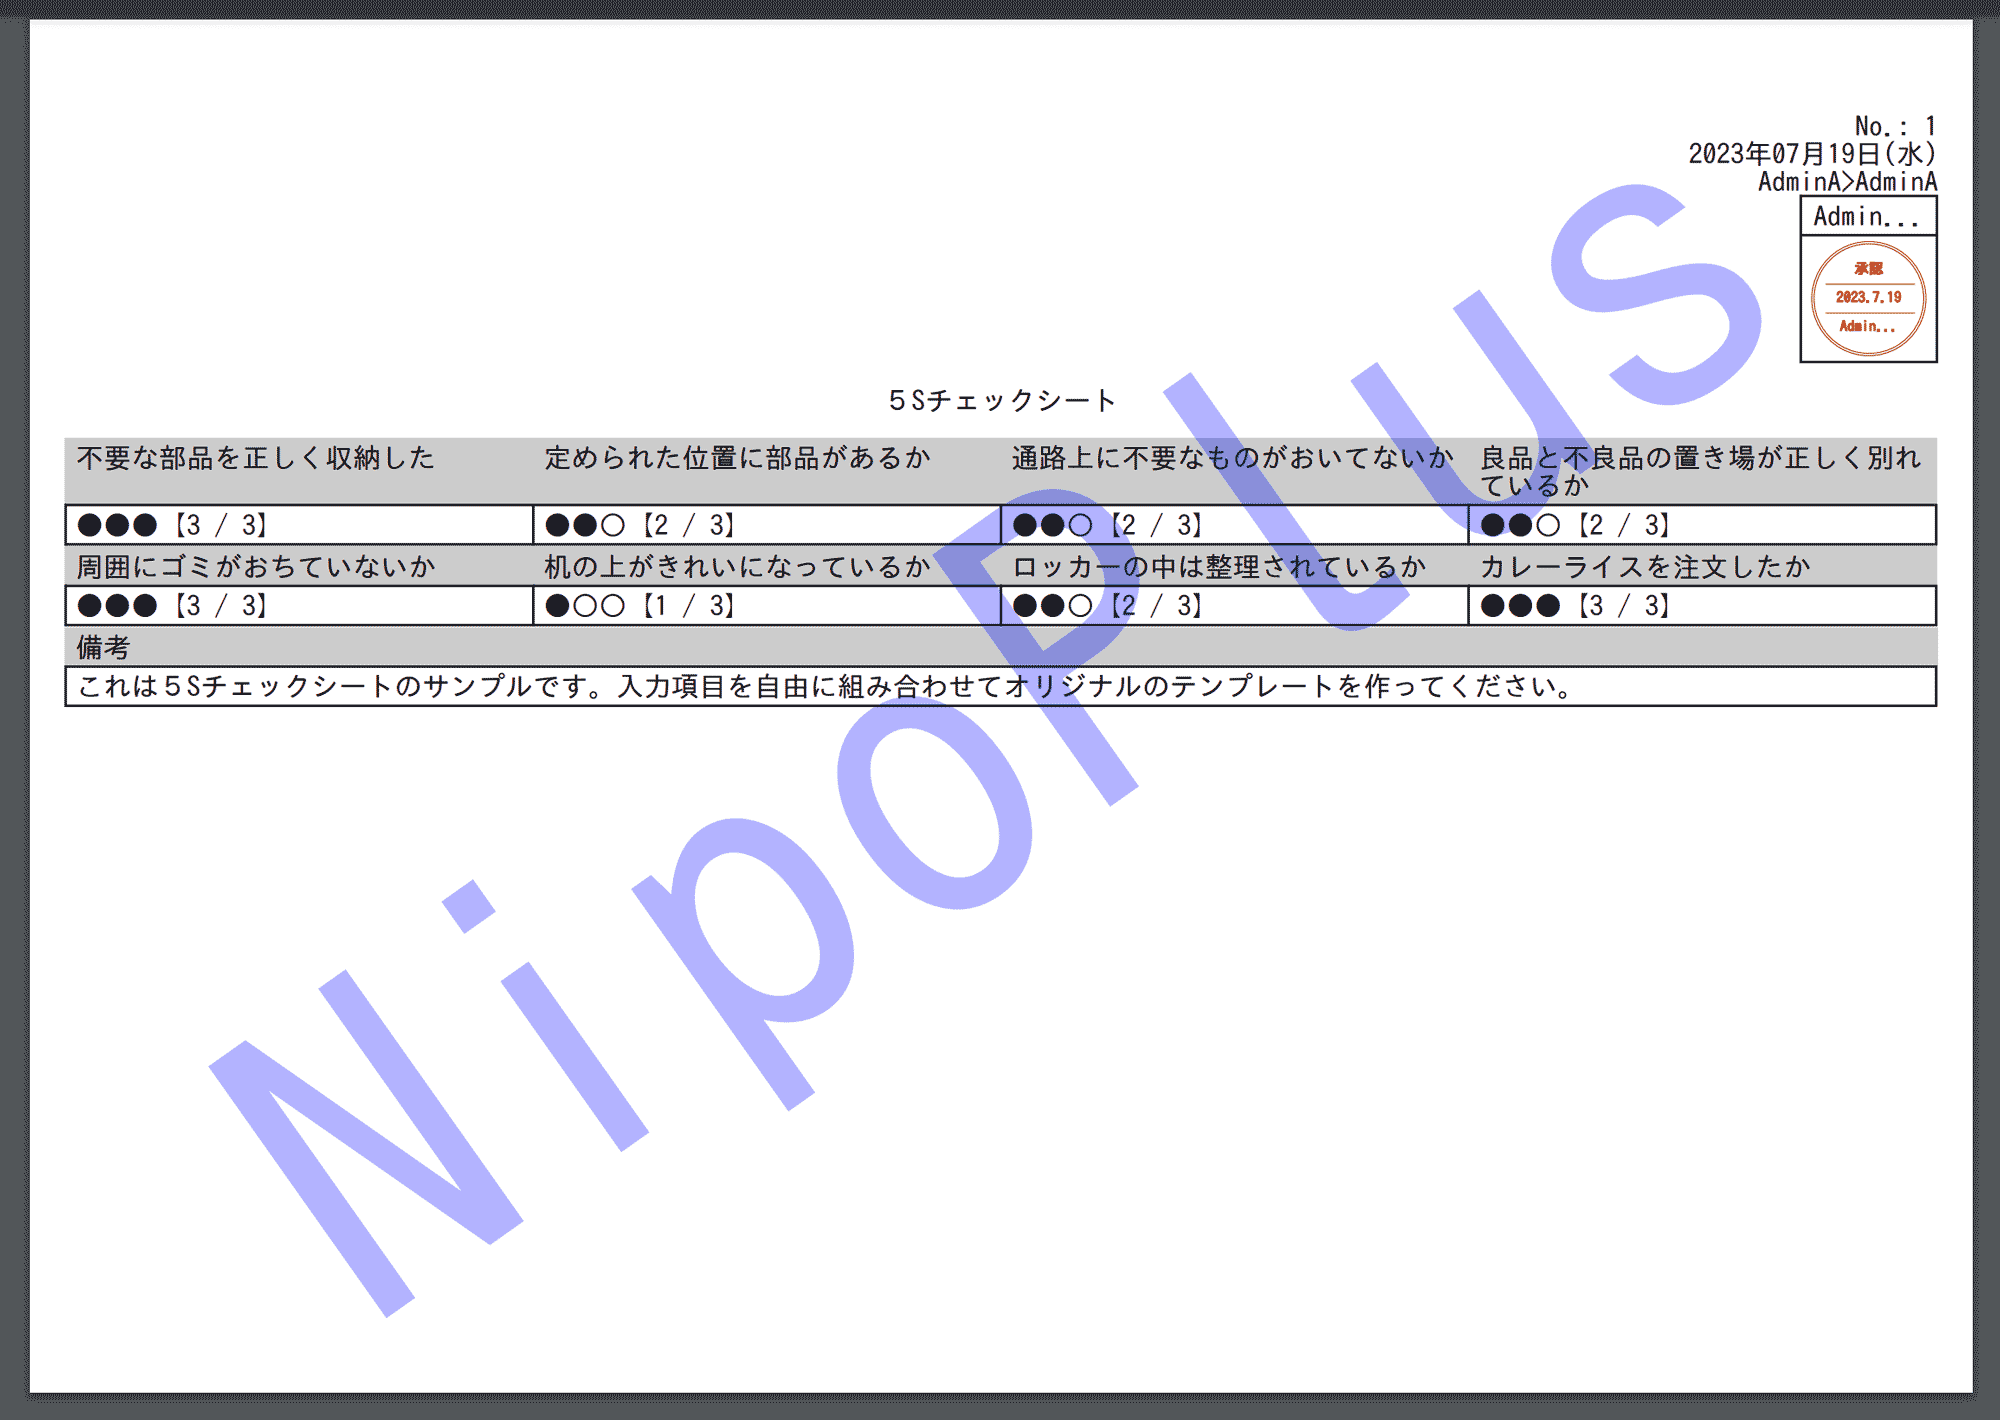 No.: 1
2023年07月19日(水)
AdminA>AdminA
Admin...
承認
2023.7.19
Admin...
５Sチェックシート
不要な部品を正しく収納した 定められた位置に部品があるか 通路上に不要なものがおいてないか 良品と不良品の置き場が正しく別れ
ているか
●●●【3 / 3】 ●●○【2 / 3】 ●●○【2 / 3】 ●●○【2 / 3】
周囲にゴミがおちていないか 机の上がきれいになっているか ロッカーの中は整理されているか カレーライスを注文したか
●●●【3 / 3】 ●○○【1 / 3】 ●●○【2 / 3】 ●●●【3 / 3】
備考
これは５Sチェックシートのサンプルです。入力項目を自由に組み合わせてオリジナルのテンプレートを作ってください。
NipoPlus